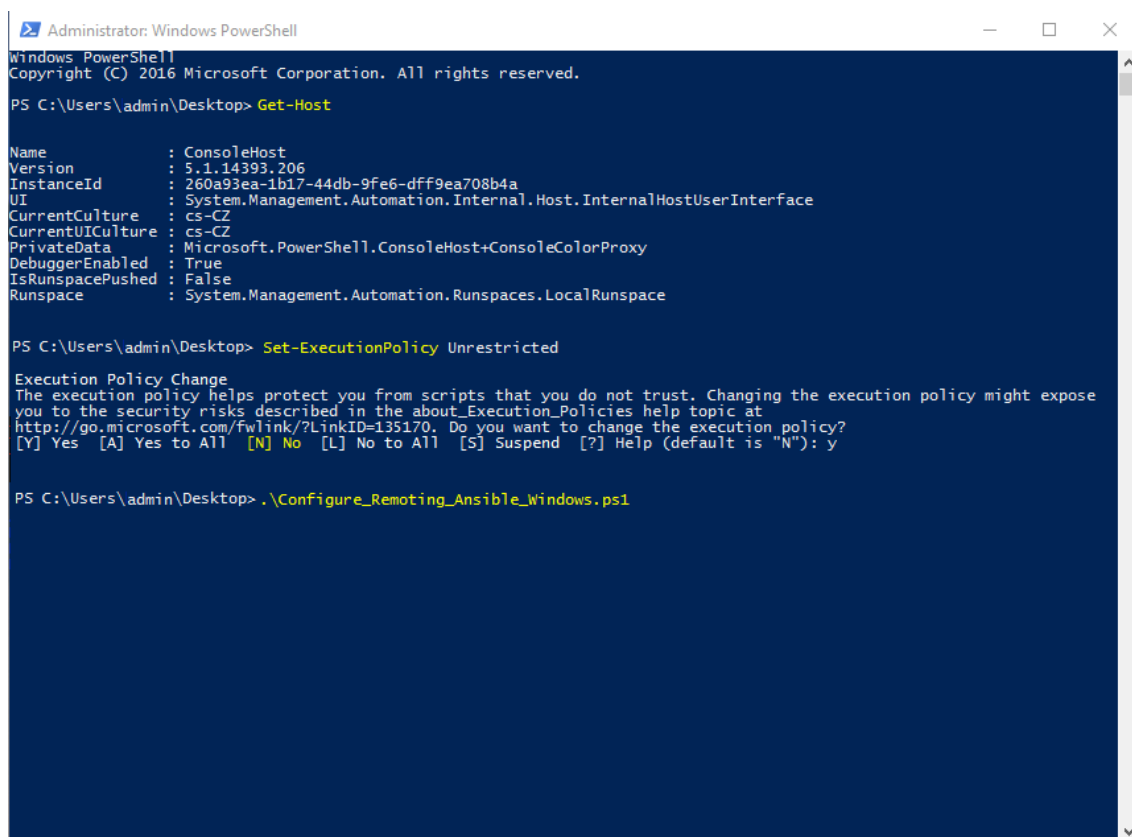 Administrator: Windows PowerShell
Windows PowerShell
Copyright (C) 2016 Microsoft Corporation. All rights reserved.
PS C:\Users\admin\Desktop> Get-Host
Name             : ConsoleHost
Version          : 5.1.14393.206
InstanceId       : 260a93ea-1b17-44db-9fe6-dff9ea708b4a
UI               : System.Management.Automation.Internal.Host.InternalHostUserInterface
CurrentCulture   : cs-CZ
CurrentUICulture : cs-CZ
PrivateData      : Microsoft.PowerShell.ConsoleHost+ConsoleColorProxy
DebuggerEnabled  : True
IsRunspacePushed : False
Runspace         : System.Management.Automation.Runspaces.LocalRunspace
PS C:\Users\admin\Desktop> Set-ExecutionPolicy Unrestricted
Execution Policy Change
The execution policy helps protect you from scripts that you do not trust. Changing the execution policy might expose
you to the security risks described in the about_Execution_Policies help topic at
http://go.microsoft.com/fwlink/?LinkID=135170. Do you want to change the execution policy?
[Y] Yes  [A] Yes to All  [N] No  [L] No to All  [S] Suspend  [?] Help (default is "N"): y
PS C:\Users\admin\Desktop> .\Configure_Remoting_Ansible_Windows.ps1